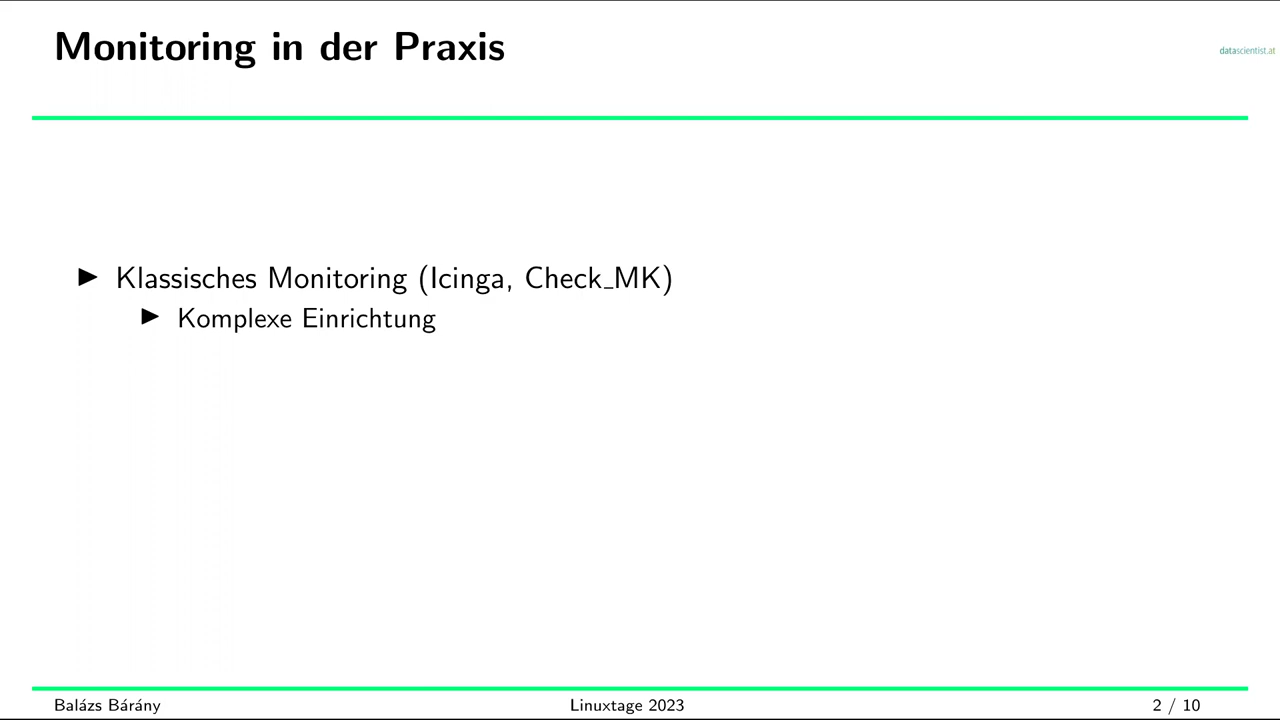 Monitoring in der Praxis
datascientist.at
▶ Klassisches Monitoring (Icinga, Check_MK)
▶ Komplexe Einrichtung
Balázs Bárány Linuxtage 2023 2 / 10